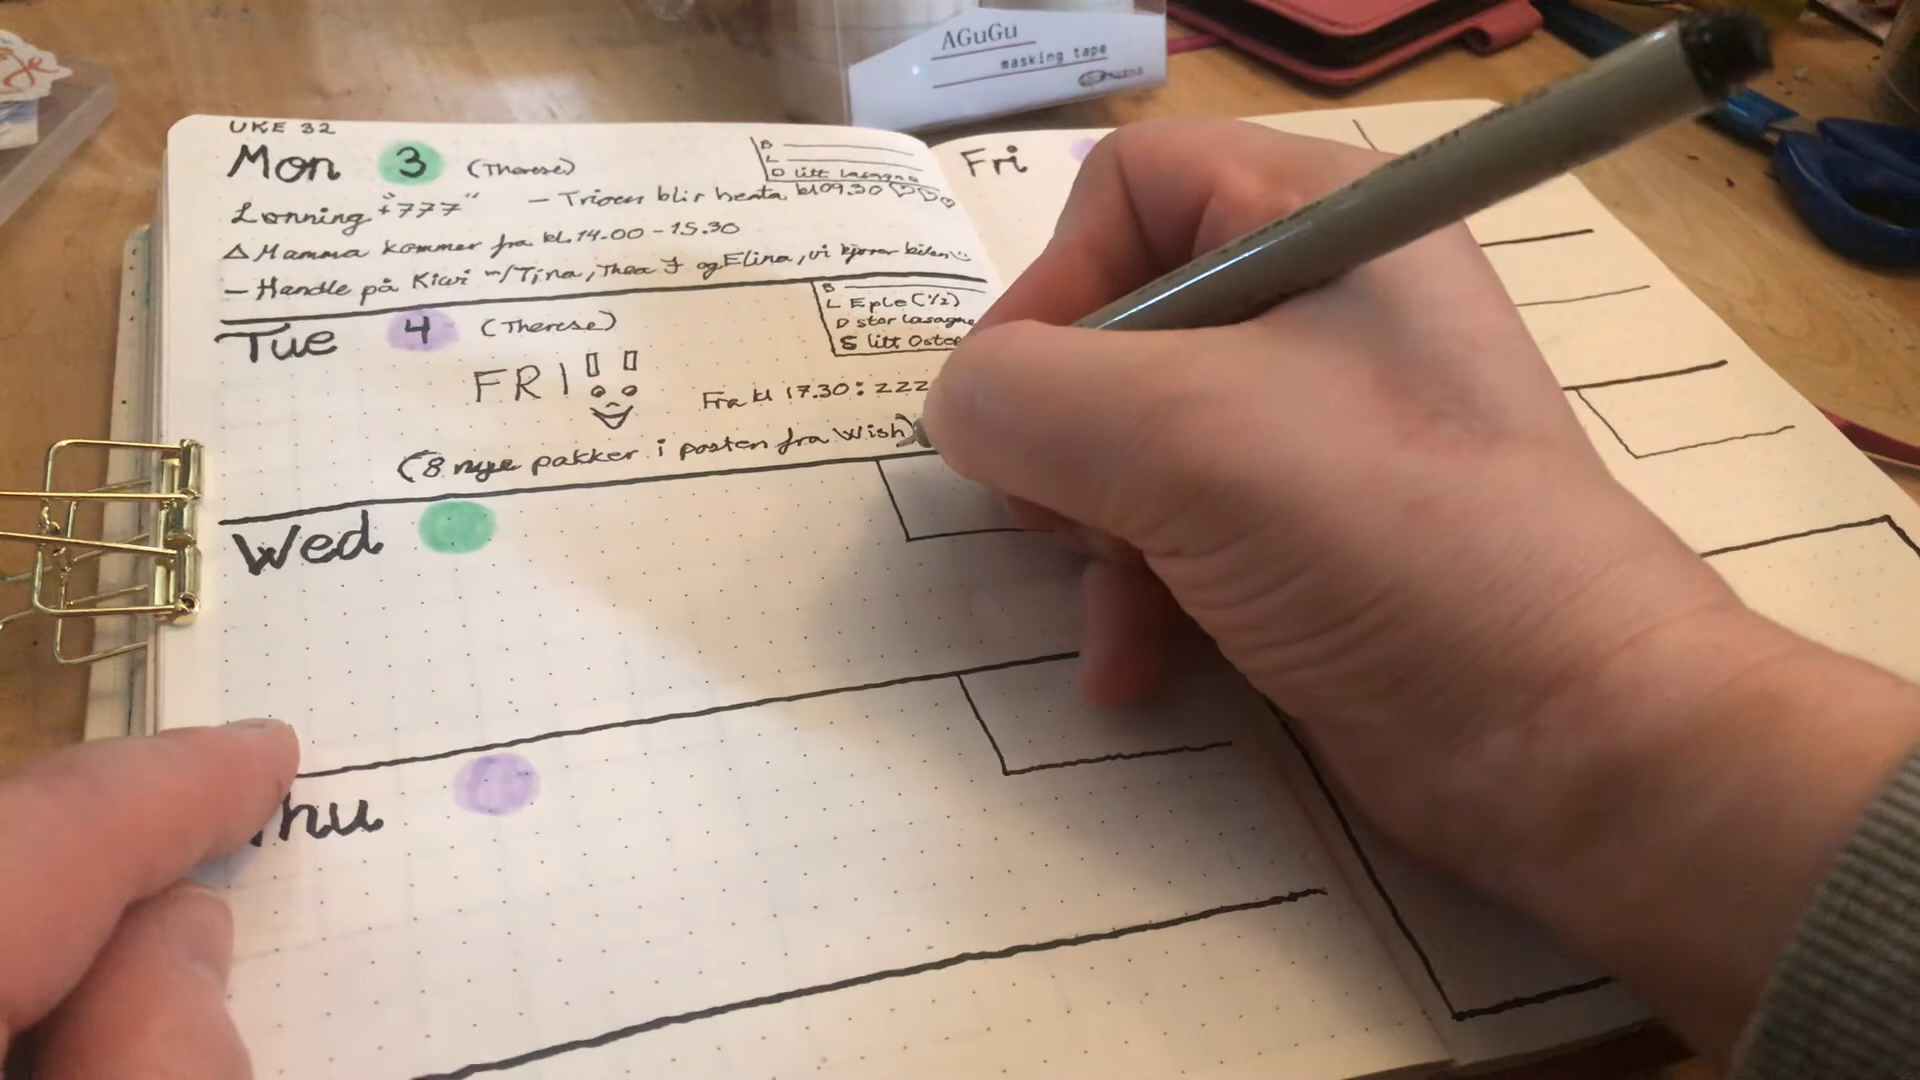 AGuGu
masking tape
UKE 32
Mon 3 (Therese)
B
L
D litt lasagne
Lønning "+777"
- Trioen blir henta kl 09.30
△ Mamma kommer fra kl. 14.00 - 15.30
- Handle på Kiwi m/Tina, Thea J og Elina, vi kjører bilen
Tue 4 (Therese)
B
L Eple (1/2)
D stor lasagne
S litt Oste
FRI!!
Fra kl 17.30: zzz
(8 nye pakker i posten fra Wish)
Wed
Thu
Fri